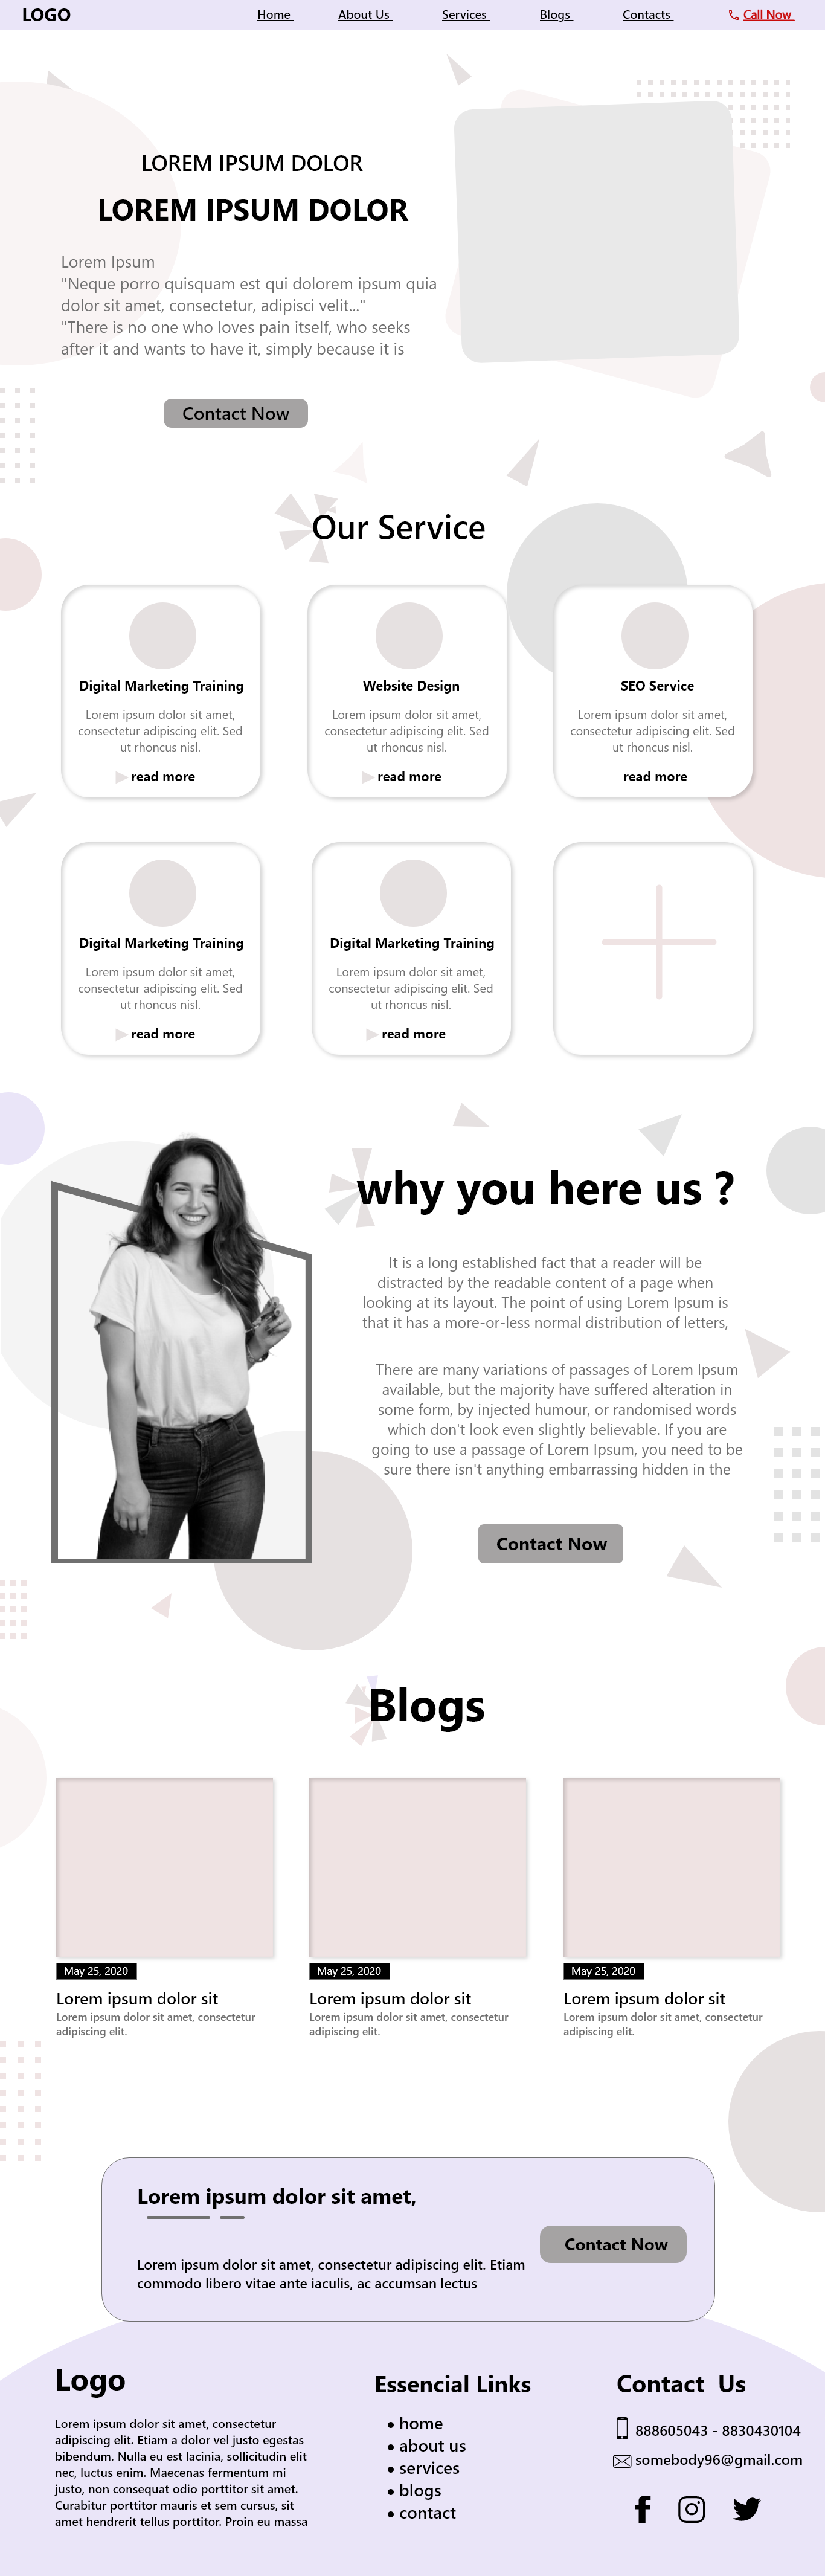 LOGO
Home
About Us
Services
Blogs
Contacts
Call Now
LOREM IPSUM DOLOR
LOREM IPSUM DOLOR
Lorem Ipsum
"Neque porro quisquam est qui dolorem ipsum quia
dolor sit amet, consectetur, adipisci velit..."
"There is no one who loves pain itself, who seeks
after it and wants to have it, simply because it is
Contact Now
Our Service
Digital Marketing Training
Lorem ipsum dolor sit amet,
consectetur adipiscing elit. Sed
ut rhoncus nisl.
read more
Website Design
Lorem ipsum dolor sit amet,
consectetur adipiscing elit. Sed
ut rhoncus nisl.
read more
SEO Service
Lorem ipsum dolor sit amet,
consectetur adipiscing elit. Sed
ut rhoncus nisl.
read more
Digital Marketing Training
Lorem ipsum dolor sit amet,
consectetur adipiscing elit. Sed
ut rhoncus nisl.
read more
Digital Marketing Training
Lorem ipsum dolor sit amet,
consectetur adipiscing elit. Sed
ut rhoncus nisl.
read more
why you here us ?
It is a long established fact that a reader will be
distracted by the readable content of a page when
looking at its layout. The point of using Lorem Ipsum is
that it has a more-or-less normal distribution of letters,
There are many variations of passages of Lorem Ipsum
available, but the majority have suffered alteration in
some form, by injected humour, or randomised words
which don't look even slightly believable. If you are
going to use a passage of Lorem Ipsum, you need to be
sure there isn't anything embarrassing hidden in the
Contact Now
Blogs
May 25, 2020
Lorem ipsum dolor sit
Lorem ipsum dolor sit amet, consectetur
adipiscing elit.
May 25, 2020
Lorem ipsum dolor sit
Lorem ipsum dolor sit amet, consectetur
adipiscing elit.
May 25, 2020
Lorem ipsum dolor sit
Lorem ipsum dolor sit amet, consectetur
adipiscing elit.
Lorem ipsum dolor sit amet,
Lorem ipsum dolor sit amet, consectetur adipiscing elit. Etiam
commodo libero vitae ante iaculis, ac accumsan lectus
Contact Now
Logo
Lorem ipsum dolor sit amet, consectetur
adipiscing elit. Etiam a dolor vel justo egestas
bibendum. Nulla eu est lacinia, sollicitudin elit
nec, luctus enim. Maecenas fermentum mi
justo, non consequat odio porttitor sit amet.
Curabitur porttitor mauris et sem cursus, sit
amet hendrerit tellus porttitor. Proin eu massa
Essencial Links
• home
• about us
• services
• blogs
• contact
Contact Us
888605043 - 8830430104
somebody96@gmail.com